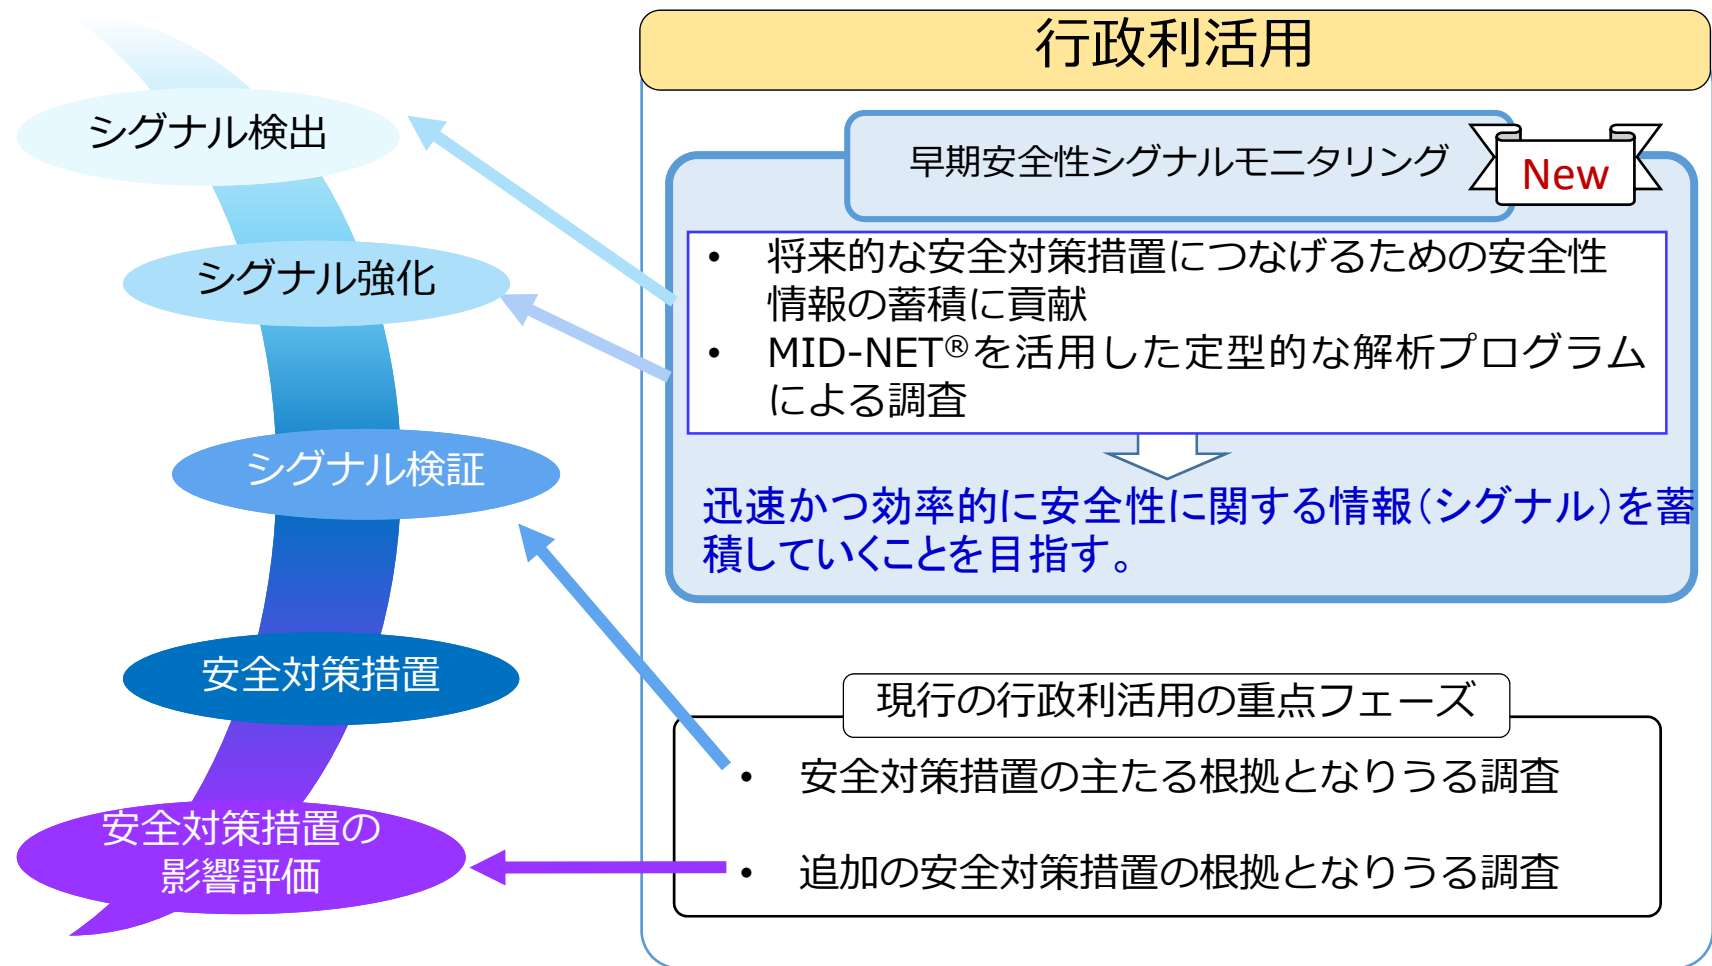 行政利活用
シグナル検出
シグナル強化
シグナル検証
安全対策措置
安全対策措置の
影響評価
早期安全性シグナルモニタリング
New
• 将来的な安全対策措置につなげるための安全性
情報の蓄積に貢献
• MID-NET®を活用した定型的な解析プログラム
による調査
迅速かつ効率的に安全性に関する情報（シグナル）を蓄
積していくことを目指す。
現行の行政利活用の重点フェーズ
• 安全対策措置の主たる根拠となりうる調査
• 追加の安全対策措置の根拠となりうる調査